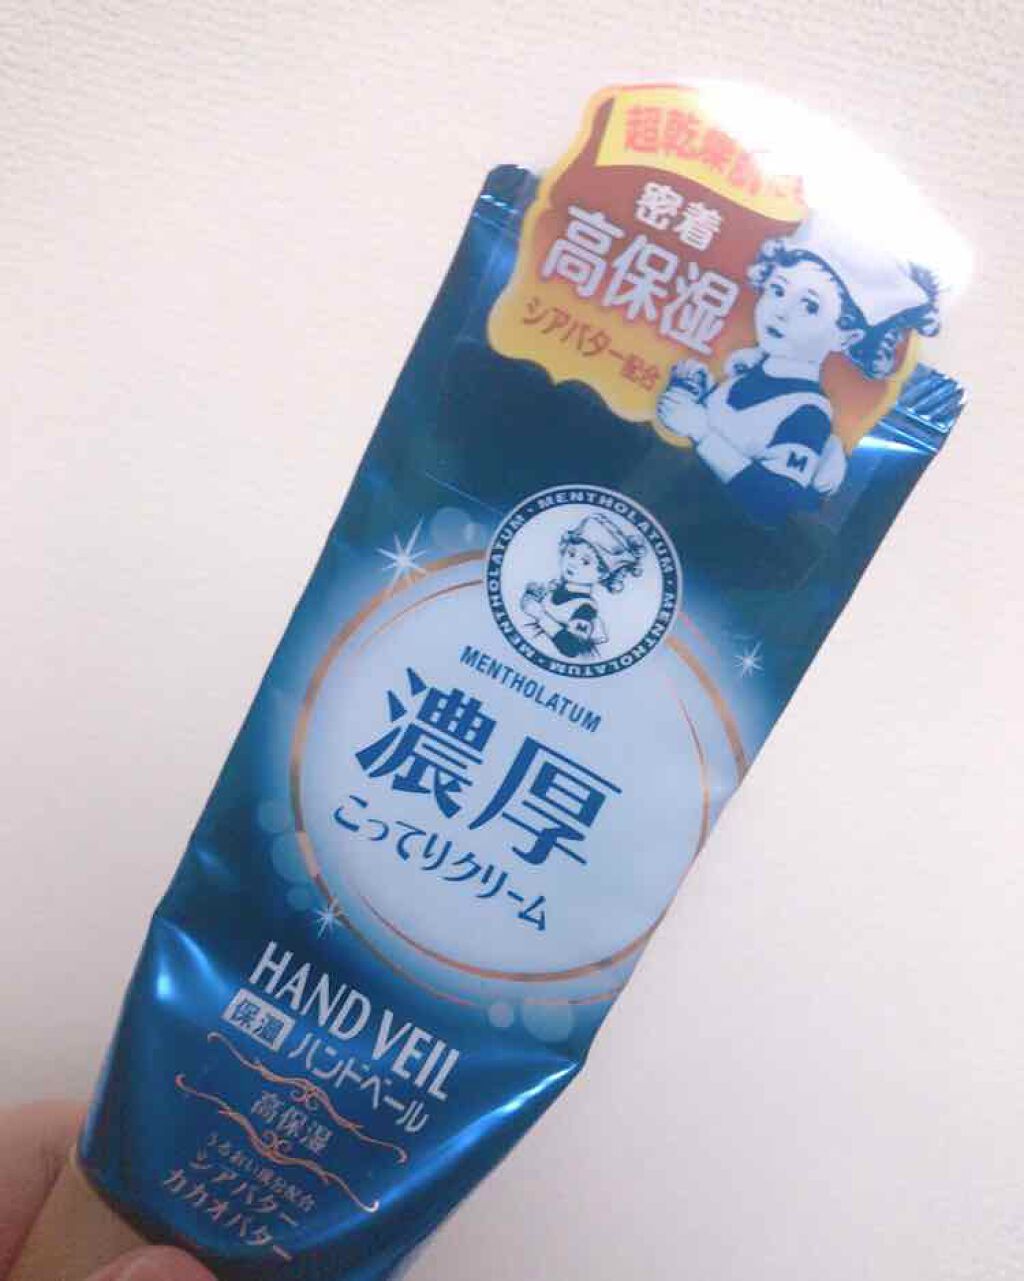 超乾燥
密着
高保湿
シアバター配合
M
MENTHOLATUM・MENTHOLATUM・MENTHOLATUM・MENTHOLATUM
M
MENTHOLATUM
濃厚
こってりクリーム
HAND VEIL
保湿 ハンドベール
高保湿
うるおい成分配合
シアバター
カカオバター